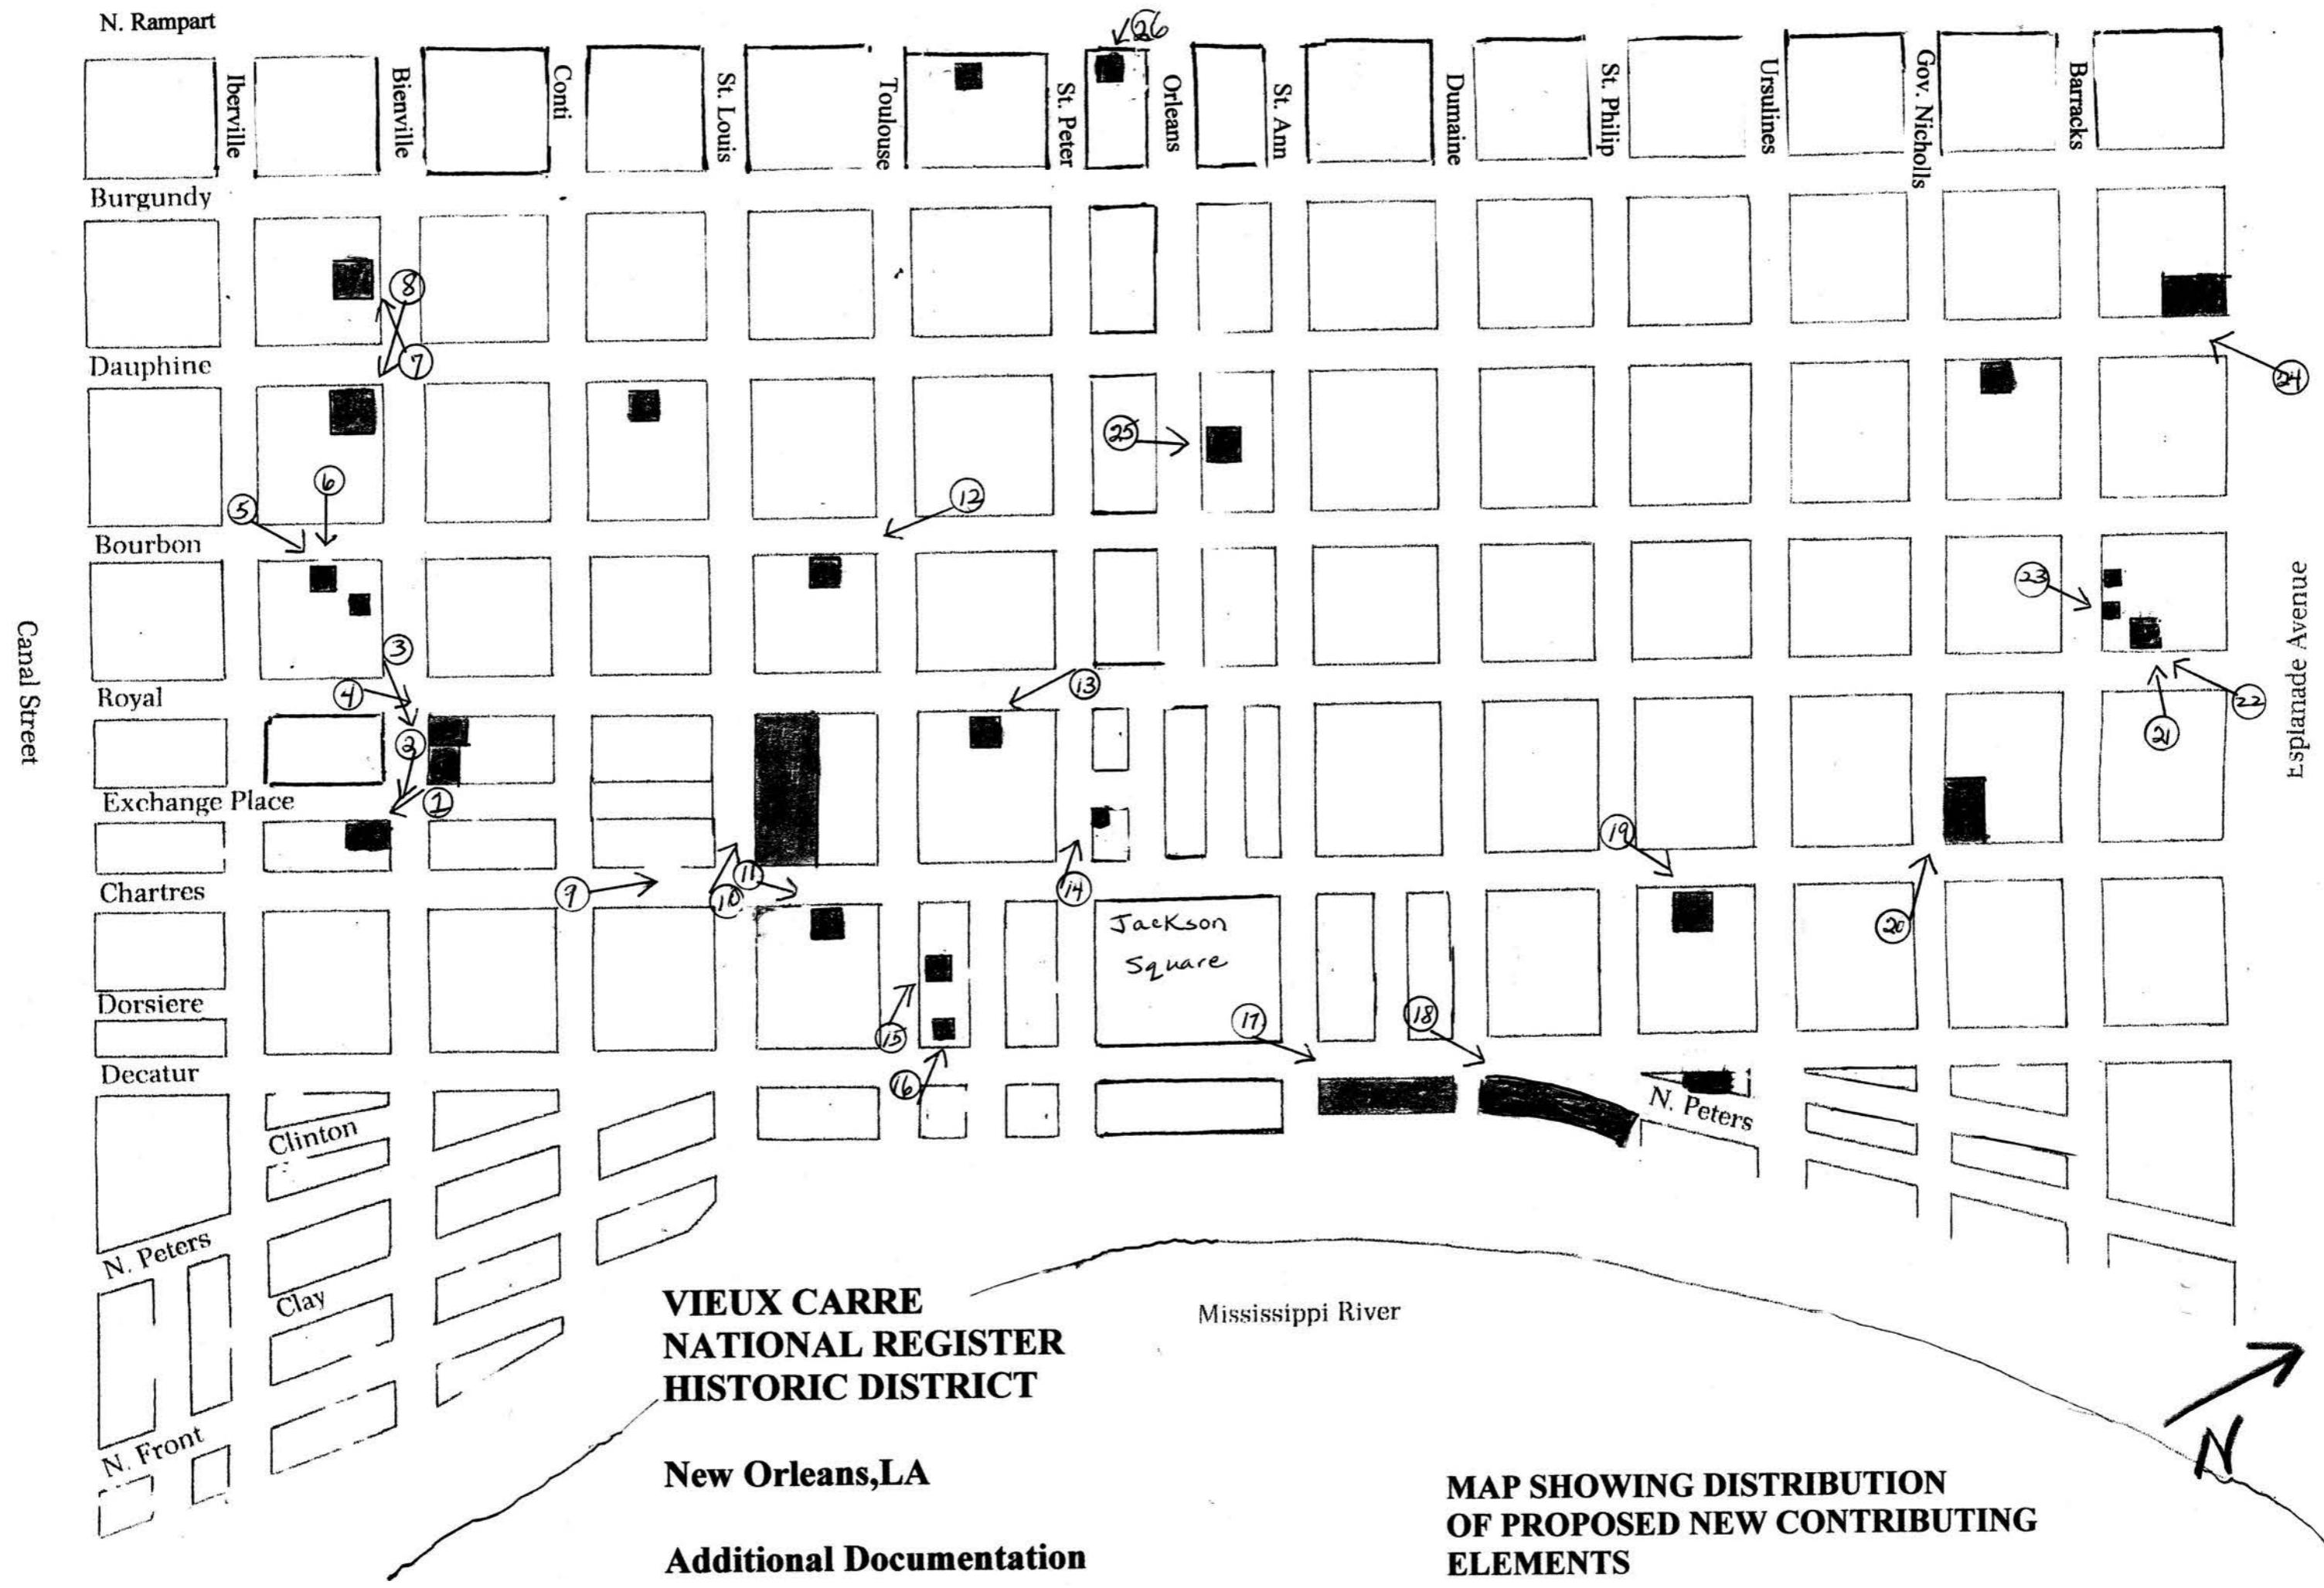 N. Rampart
26
Iberville
Bienville
Conti
St. Louis
Toulouse
St. Peter
Orleans
St. Ann
Dumaine
St. Philip
Ursulines
Gov. Nicholls
Barracks
Burgundy
8
7
Dauphine
24
25
6
5
12
Bourbon
23
3
4
13
Royal
22
21
2
1
Exchange Place
19
9
10
11
14
Chartres
20
Jackson
Square
Dorsiere
15
17
18
Decatur
16
N. Peters
Clinton
N. Peters
Clay
N. Front
Canal Street
Esplanade Avenue
Mississippi River
VIEUX CARRE
NATIONAL REGISTER
HISTORIC DISTRICT
New Orleans,LA
Additional Documentation
N
MAP SHOWING DISTRIBUTION
OF PROPOSED NEW CONTRIBUTING
ELEMENTS